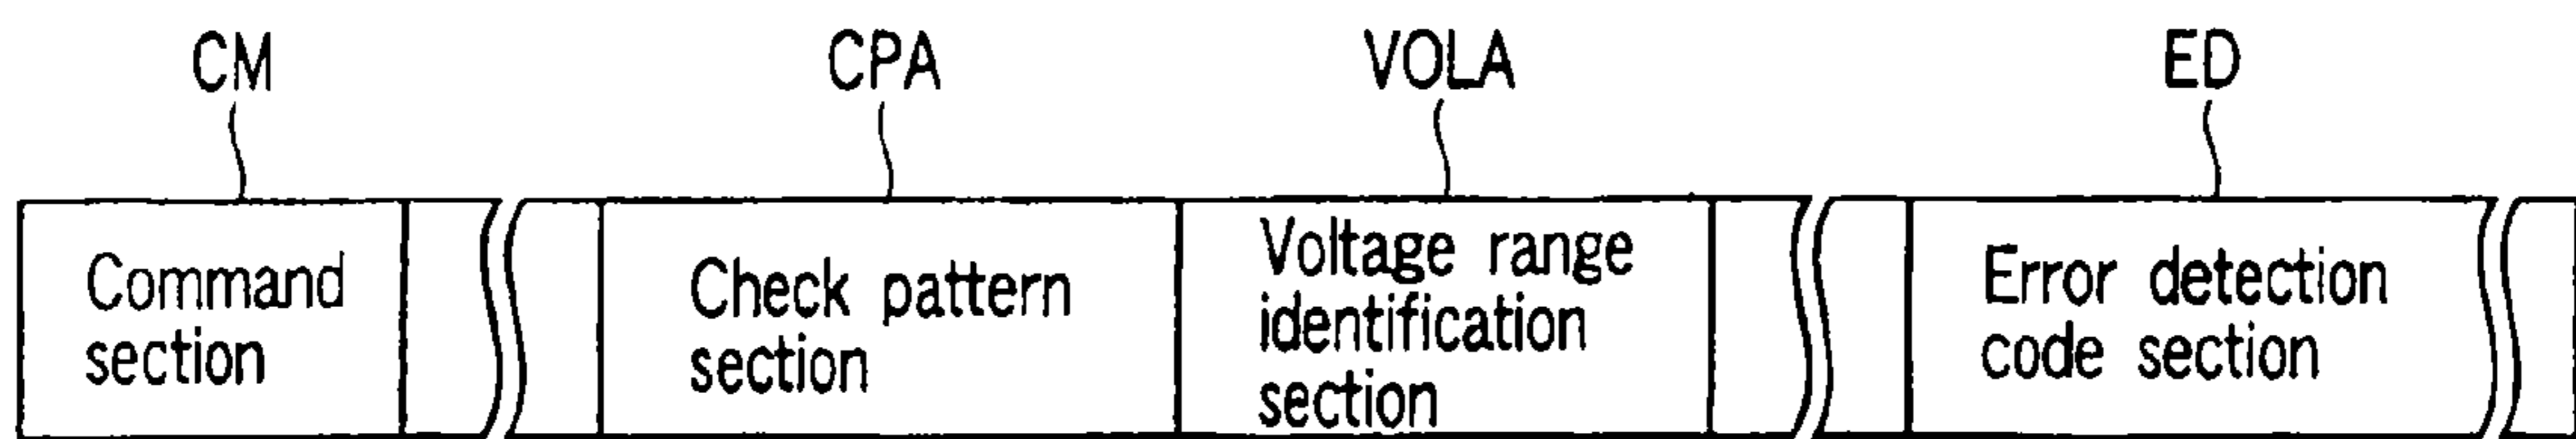 CM CPA VOLA ED
Command
section
Check pattern
section
Voltage range
identification
section
Error detection
code section